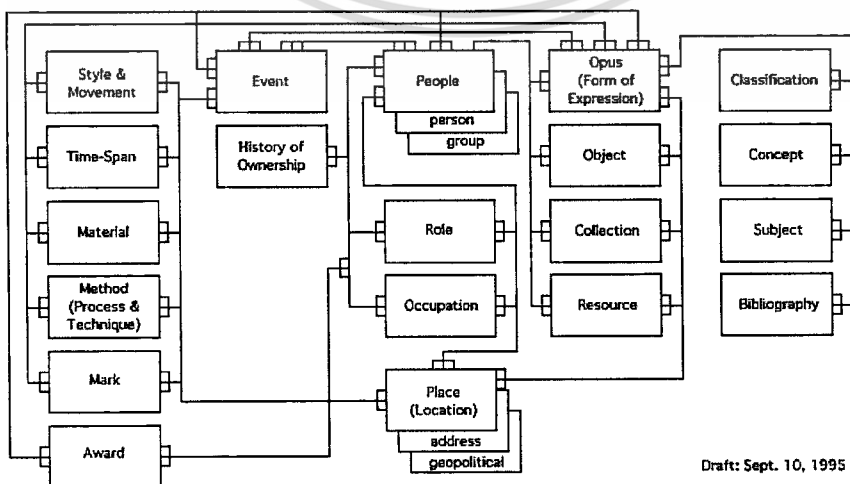 Style &
Movement
Event
People
person
group
Opus
(Form of
Expression)
Classification
Time-Span
History of
Ownership
Object
Concept
Material
Role
Collection
Subject
Method
(Process &
Technique)
Occupation
Resource
Bibliography
Mark
Place
(Location)
address
geopolitical
Award
Draft: Sept. 10, 1995